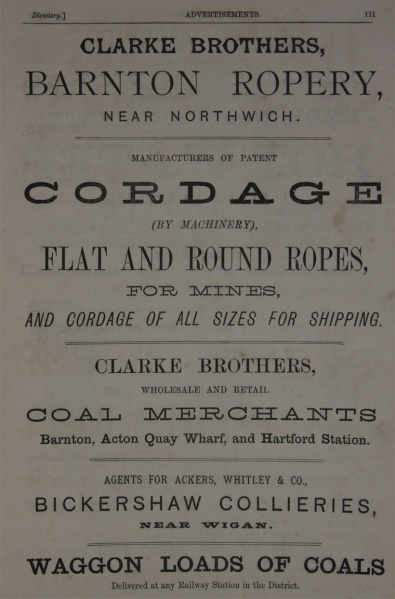 Directory.] ADVERTISEMENTS. 111
CLARKE BROTHERS,
BARNTON ROPERY,
NEAR NORTHWICH.
MANUFACTURERS OF PATENT
CORDAGE
(BY MACHINERY),
FLAT AND ROUND ROPES,
FOR MINES,
AND CORDAGE OF ALL SIZES FOR SHIPPING.
CLARKE BROTHERS,
WHOLESALE AND RETAIL
COAL MERCHANTS
Barnton, Acton Quay Wharf, and Hartford Station.
AGENTS FOR ACKERS, WHITLEY & CO.,
BICKERSHAW COLLIERIES,
NEAR WIGAN.
WAGGON LOADS OF COALS
Delivered at any Railway Station in the District.